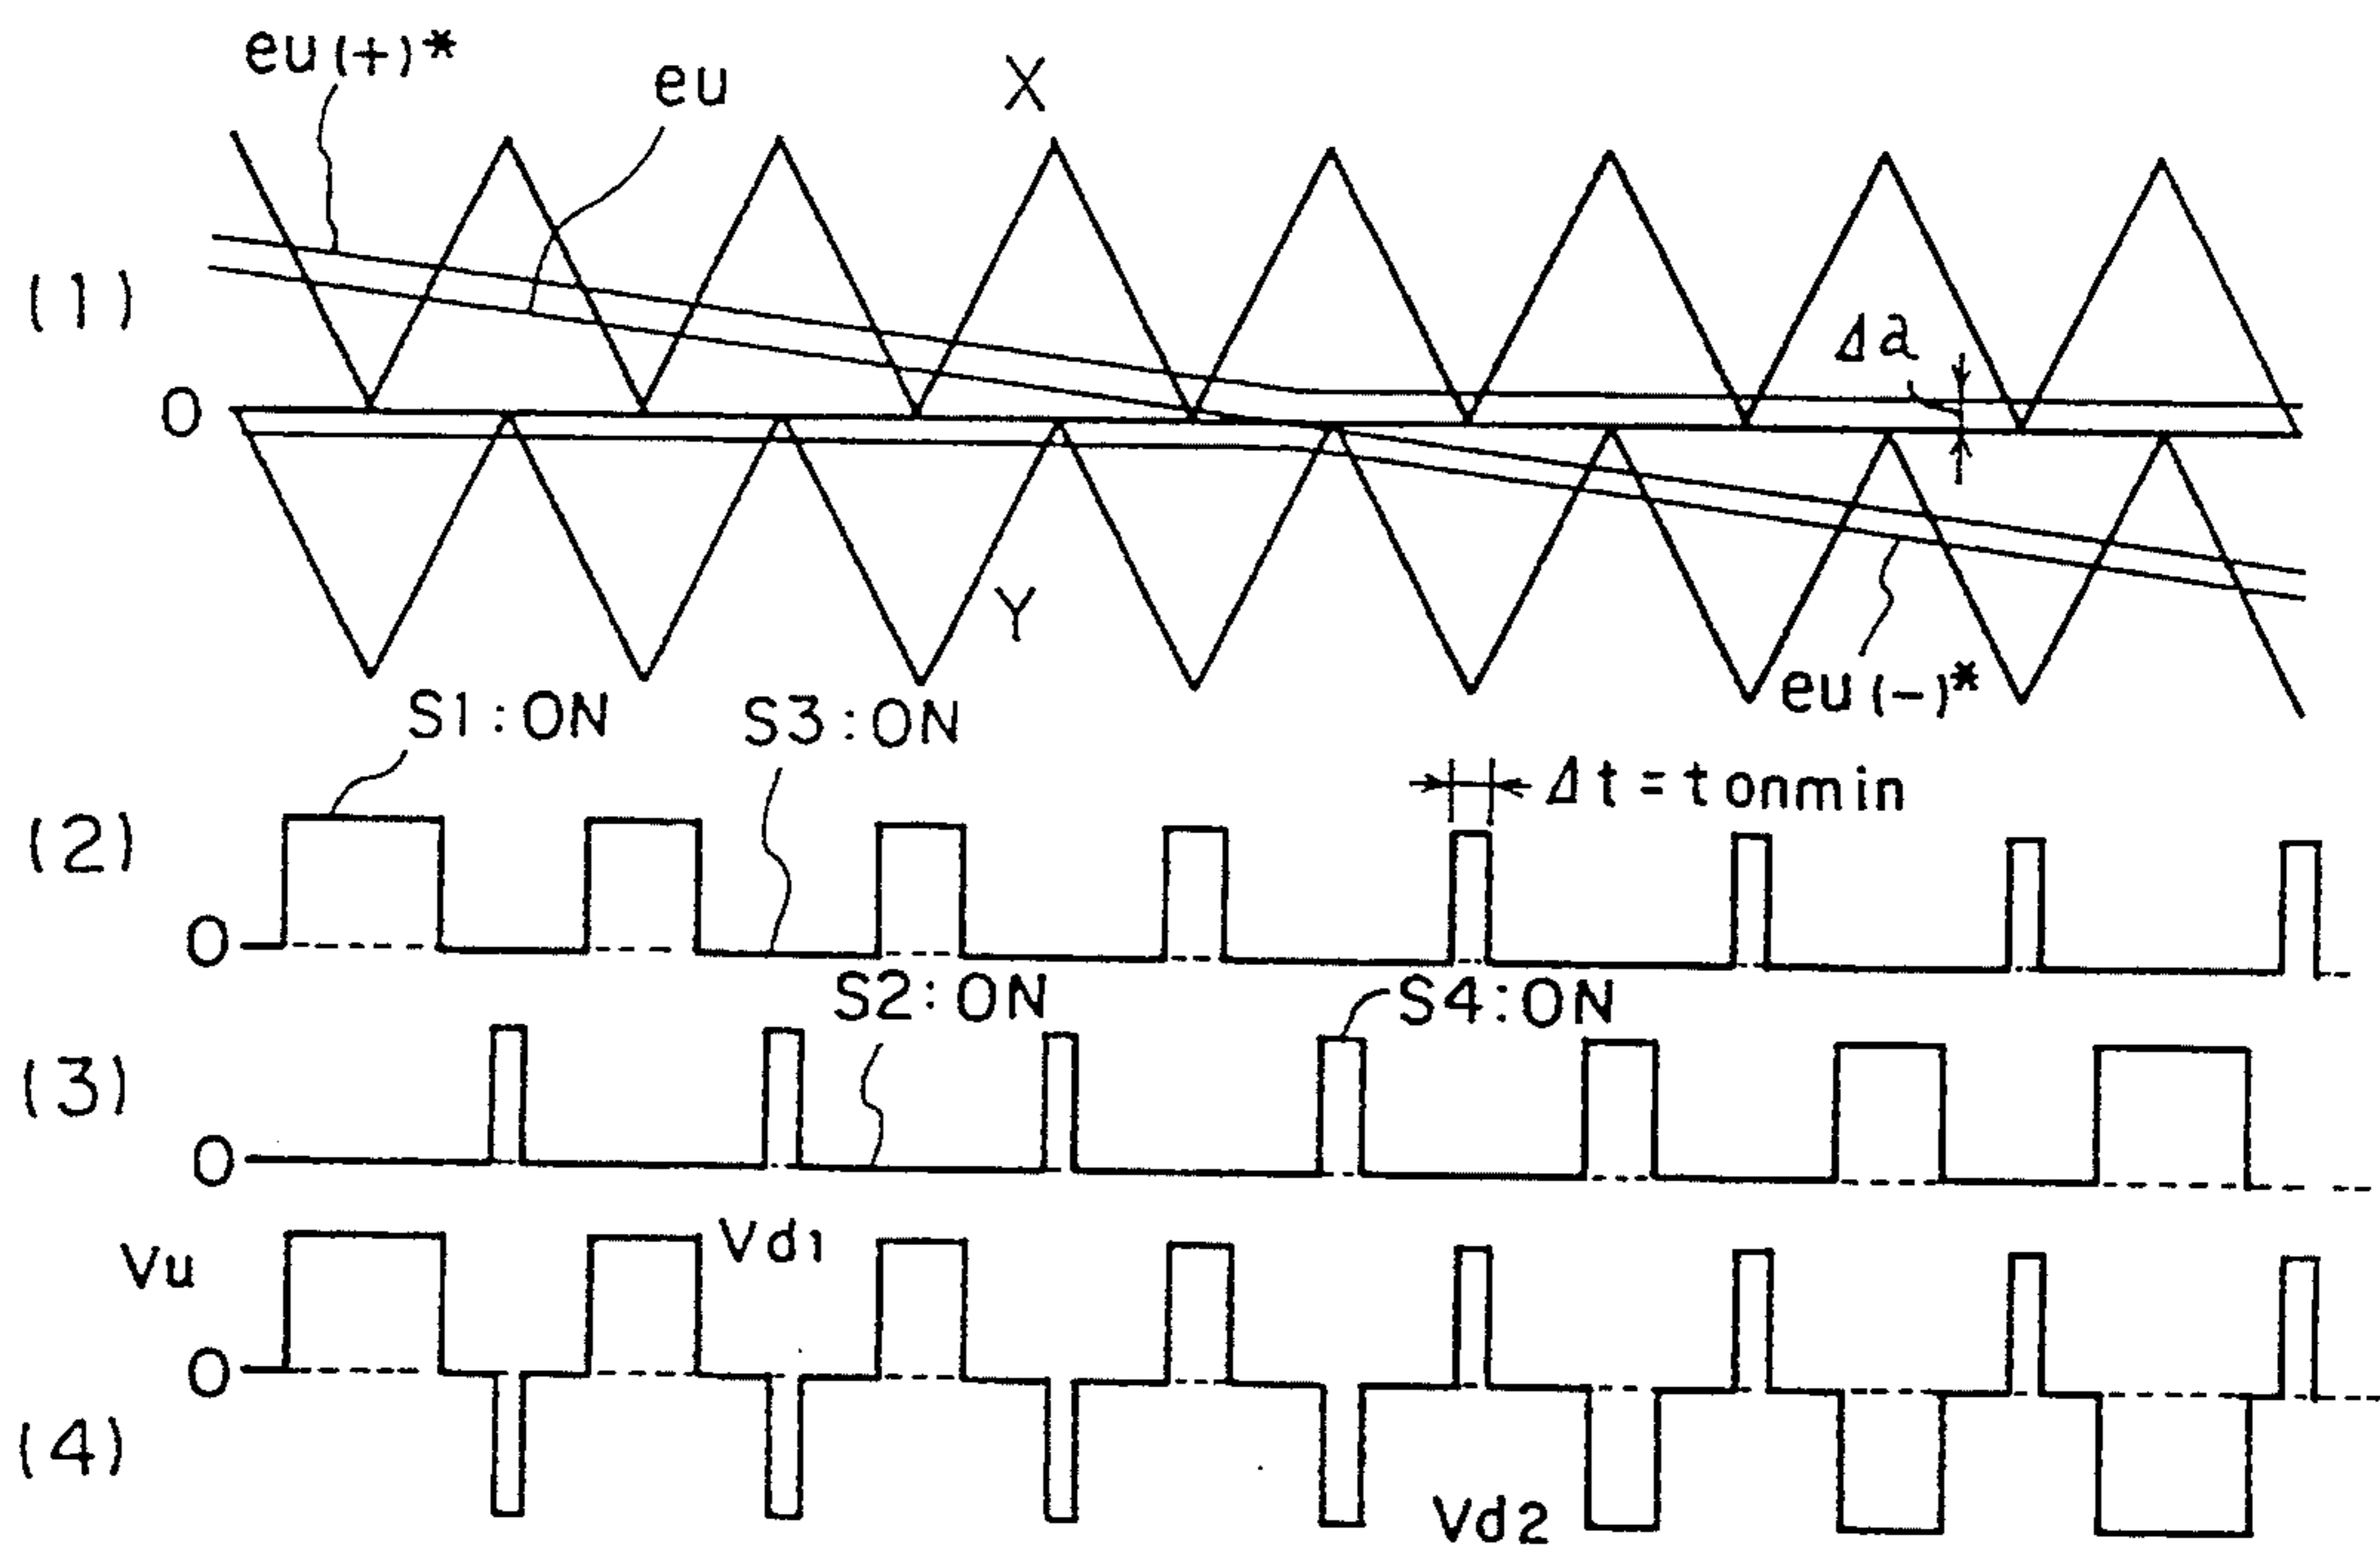 eu(+)*
eu
X
(1)
Δa
0
Y
eu(-)*
S1:ON
S3:ON
Δt=tonmin
(2)
0
S2:ON
S4:ON
(3)
0
Vu
Vd1
0
(4)
Vd2